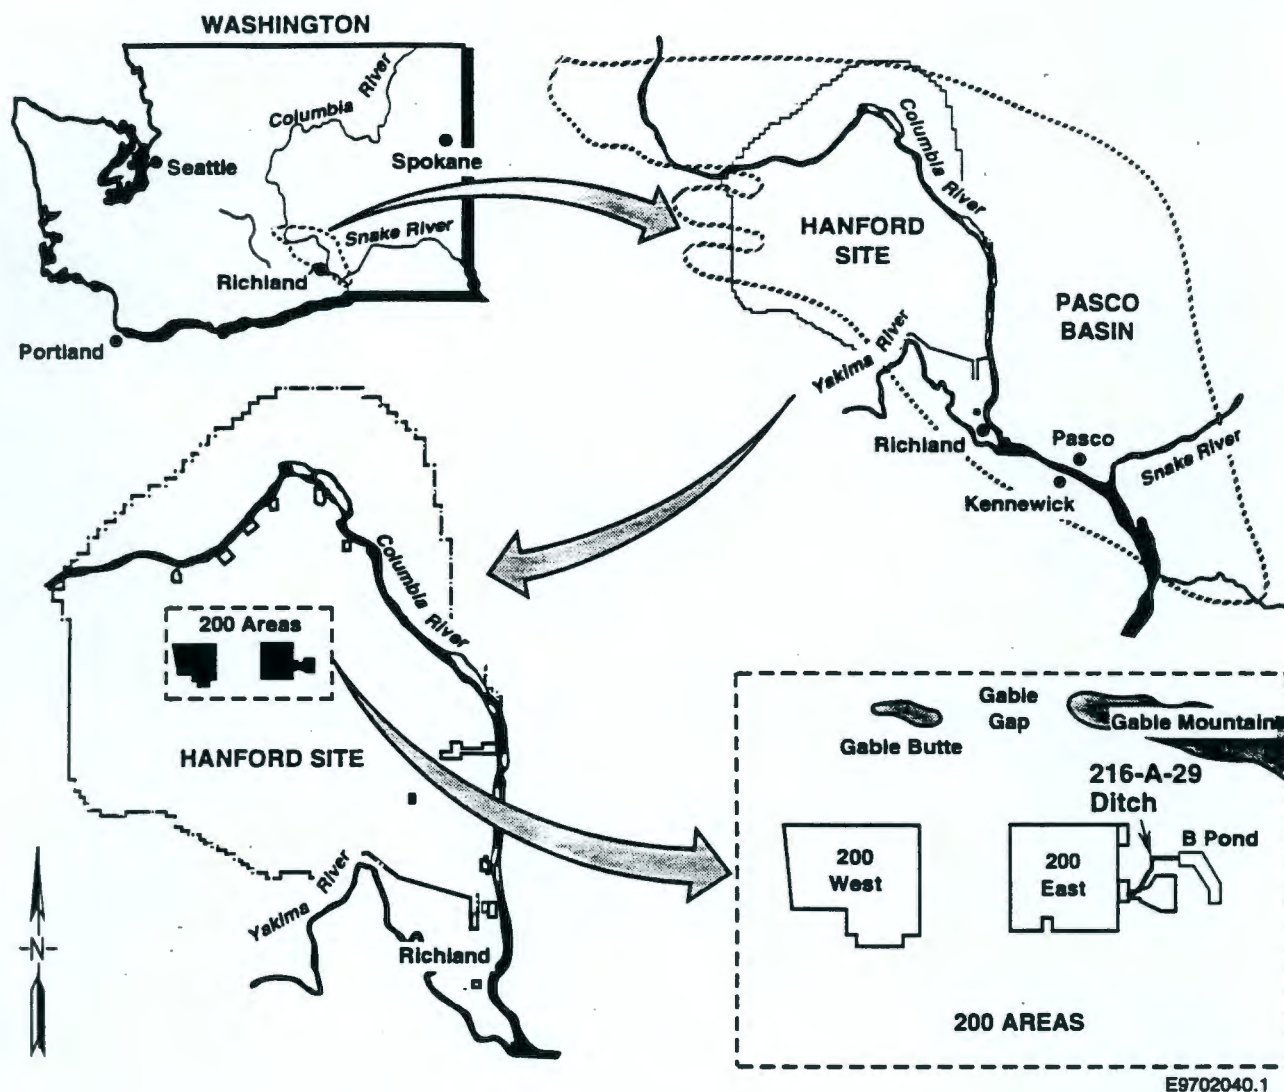 WASHINGTON
Columbia River
Seattle
Spokane
Snake River
Richland
Portland
Columbia River
HANFORD
SITE
PASCO
BASIN
Yakima River
Richland
Pasco
Kennewick
Snake River
Columbia River
200 Areas
HANFORD SITE
Yakima River
Richland
N
Gable
Gap
Gable Butte
Gable Mountain
216-A-29
Ditch
B Pond
200
West
200
East
200 AREAS
E9702040.1